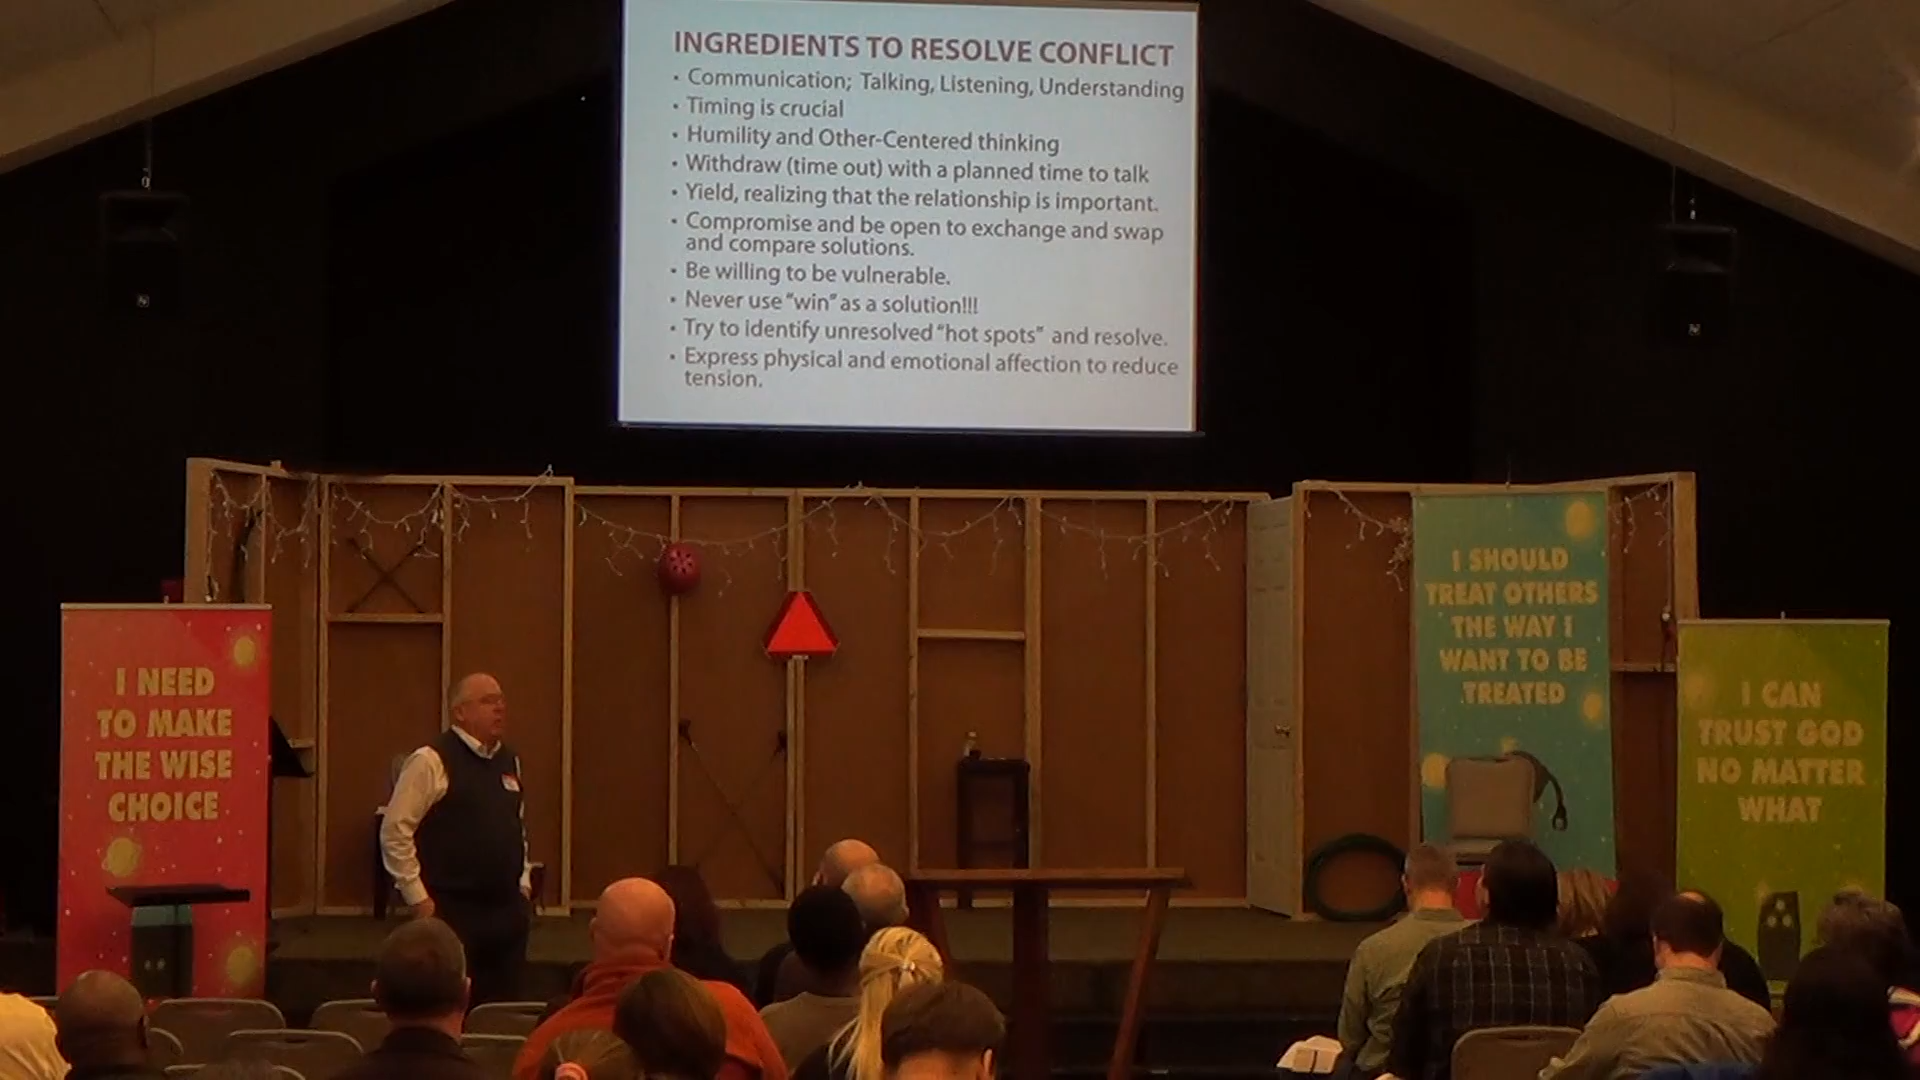 INGREDIENTS TO RESOLVE CONFLICT
• Communication; Talking, Listening, Understanding
• Timing is crucial
• Humility and Other-Centered thinking
• Withdraw (time out) with a planned time to talk
• Yield, realizing that the relationship is important.
• Compromise and be open to exchange and swap
and compare solutions.
• Be willing to be vulnerable.
• Never use "win" as a solution!!!
• Try to identify unresolved "hot spots" and resolve.
• Express physical and emotional affection to reduce
tension.
I NEED
TO MAKE
THE WISE
CHOICE
I SHOULD
TREAT OTHERS
THE WAY I
WANT TO BE
TREATED
I CAN
TRUST GOD
NO MATTER
WHAT